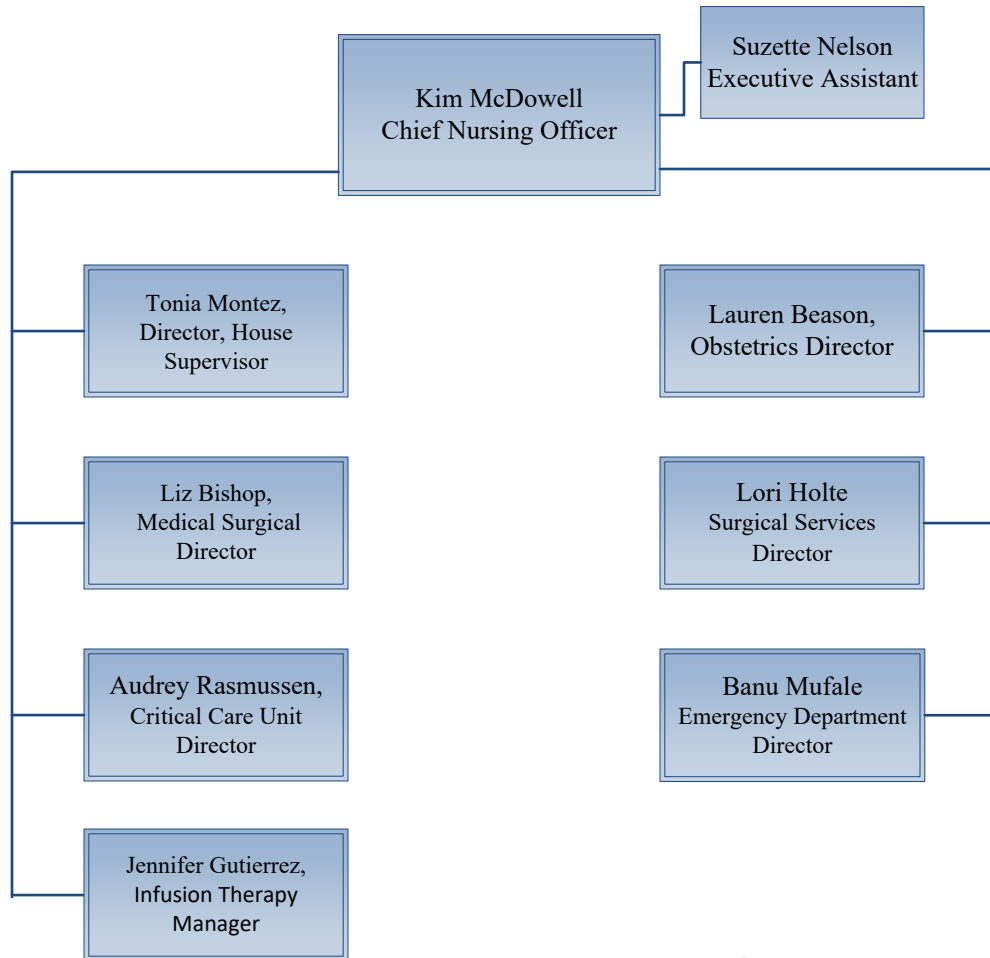 Suzette Nelson
Executive Assistant
Kim McDowell
Chief Nursing Officer
Tonia Montez,
Director, House
Supervisor
Lauren Beason,
Obstetrics Director
Liz Bishop,
Medical Surgical
Director
Lori Holte
Surgical Services
Director
Audrey Rasmussen,
Critical Care Unit
Director
Banu Mufale
Emergency Department
Director
Jennifer Gutierrez,
Infusion Therapy
Manager